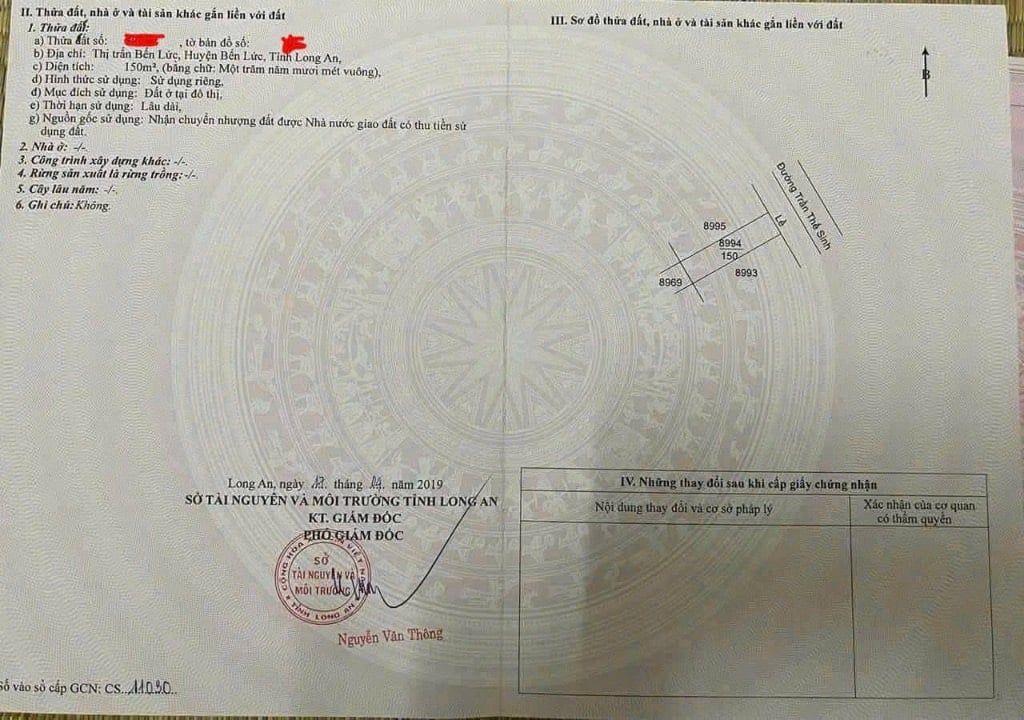 II. Thửa đất, nhà ở và tài sản khác gắn liền với đất
1. Thửa đất:
a) Thửa đất số: , tờ bản đồ số:
b) Địa chỉ: Thị trấn Bến Lức, Huyện Bến Lức, Tỉnh Long An,
c) Diện tích: 150m², (bằng chữ: Một trăm năm mươi mét vuông),
d) Hình thức sử dụng: Sử dụng riêng,
đ) Mục đích sử dụng: Đất ở tại đô thị,
e) Thời hạn sử dụng: Lâu dài,
g) Nguồn gốc sử dụng: Nhận chuyển nhượng đất được Nhà nước giao đất có thu tiền sử
dụng đất.
2. Nhà ở: -/-.
3. Công trình xây dựng khác: -/-.
4. Rừng sản xuất là rừng trồng: -/-.
5. Cây lâu năm: -/-.
6. Ghi chú: Không.
Long An, ngày tháng năm 2019
SỞ TÀI NGUYÊN VÀ MÔI TRƯỜNG TỈNH LONG AN
KT. GIÁM ĐỐC
PHÓ GIÁM ĐỐC
SỞ
TÀI NGUYÊN VÀ
MÔI TRƯỜNG
TỈNH LONG AN
Nguyễn Văn Thông
Số vào sổ cấp GCN: CS..11030..
III. Sơ đồ thửa đất, nhà ở và tài sản khác gắn liền với đất
B
Đường Trần Thế Sinh
Lề
8995
8994
150
8993
8969
IV. Những thay đổi sau khi cấp giấy chứng nhận
Nội dung thay đổi và cơ sở pháp lý
Xác nhận của cơ quan
có thẩm quyền